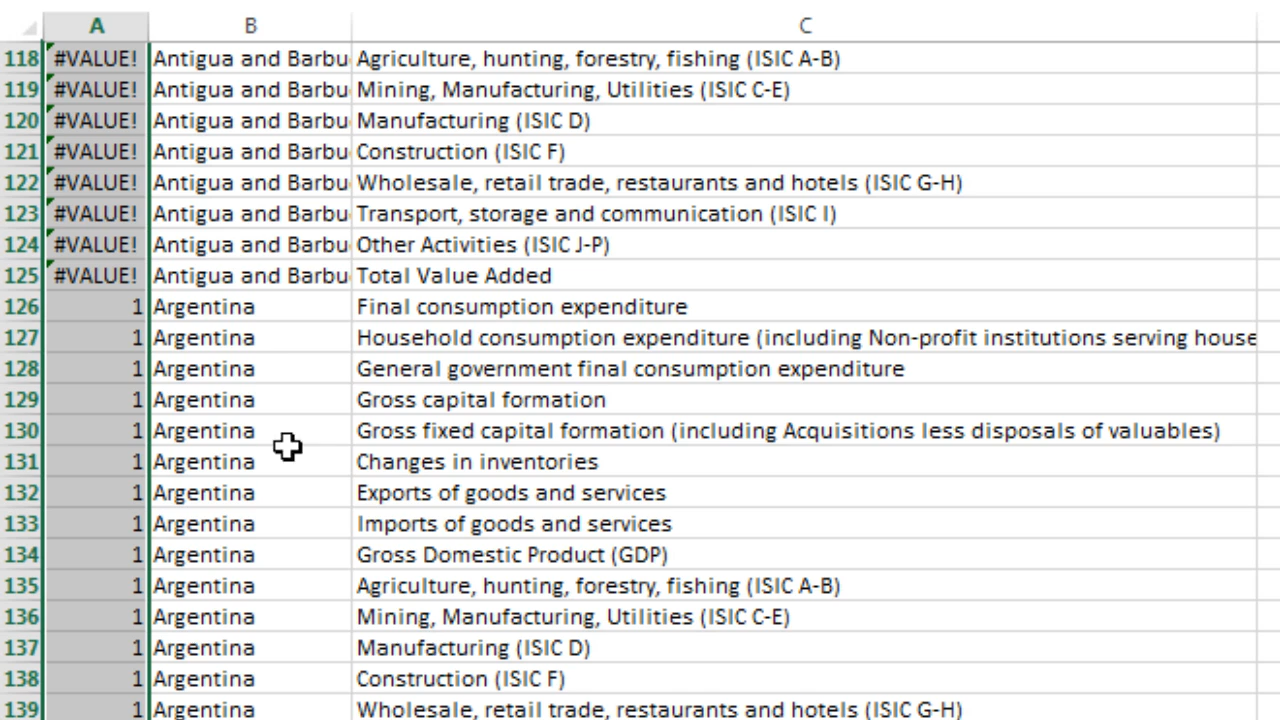 A B C
118 #VALUE! Antigua and Barbu Agriculture, hunting, forestry, fishing (ISIC A-B)
119 #VALUE! Antigua and Barbu Mining, Manufacturing, Utilities (ISIC C-E)
120 #VALUE! Antigua and Barbu Manufacturing (ISIC D)
121 #VALUE! Antigua and Barbu Construction (ISIC F)
122 #VALUE! Antigua and Barbu Wholesale, retail trade, restaurants and hotels (ISIC G-H)
123 #VALUE! Antigua and Barbu Transport, storage and communication (ISIC I)
124 #VALUE! Antigua and Barbu Other Activities (ISIC J-P)
125 #VALUE! Antigua and Barbu Total Value Added
126 1 Argentina Final consumption expenditure
127 1 Argentina Household consumption expenditure (including Non-profit institutions serving house
128 1 Argentina General government final consumption expenditure
129 1 Argentina Gross capital formation
130 1 Argentina Gross fixed capital formation (including Acquisitions less disposals of valuables)
131 1 Argentina Changes in inventories
132 1 Argentina Exports of goods and services
133 1 Argentina Imports of goods and services
134 1 Argentina Gross Domestic Product (GDP)
135 1 Argentina Agriculture, hunting, forestry, fishing (ISIC A-B)
136 1 Argentina Mining, Manufacturing, Utilities (ISIC C-E)
137 1 Argentina Manufacturing (ISIC D)
138 1 Argentina Construction (ISIC F)
139 1 Argentina Wholesale, retail trade, restaurants and hotels (ISIC G-H)